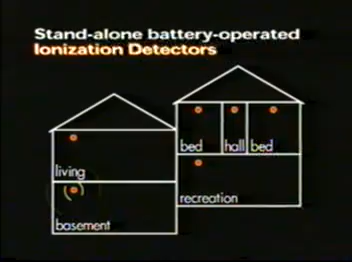 Stand-alone battery-operated
Ionization Detectors
bed hall bed
living
recreation
basement